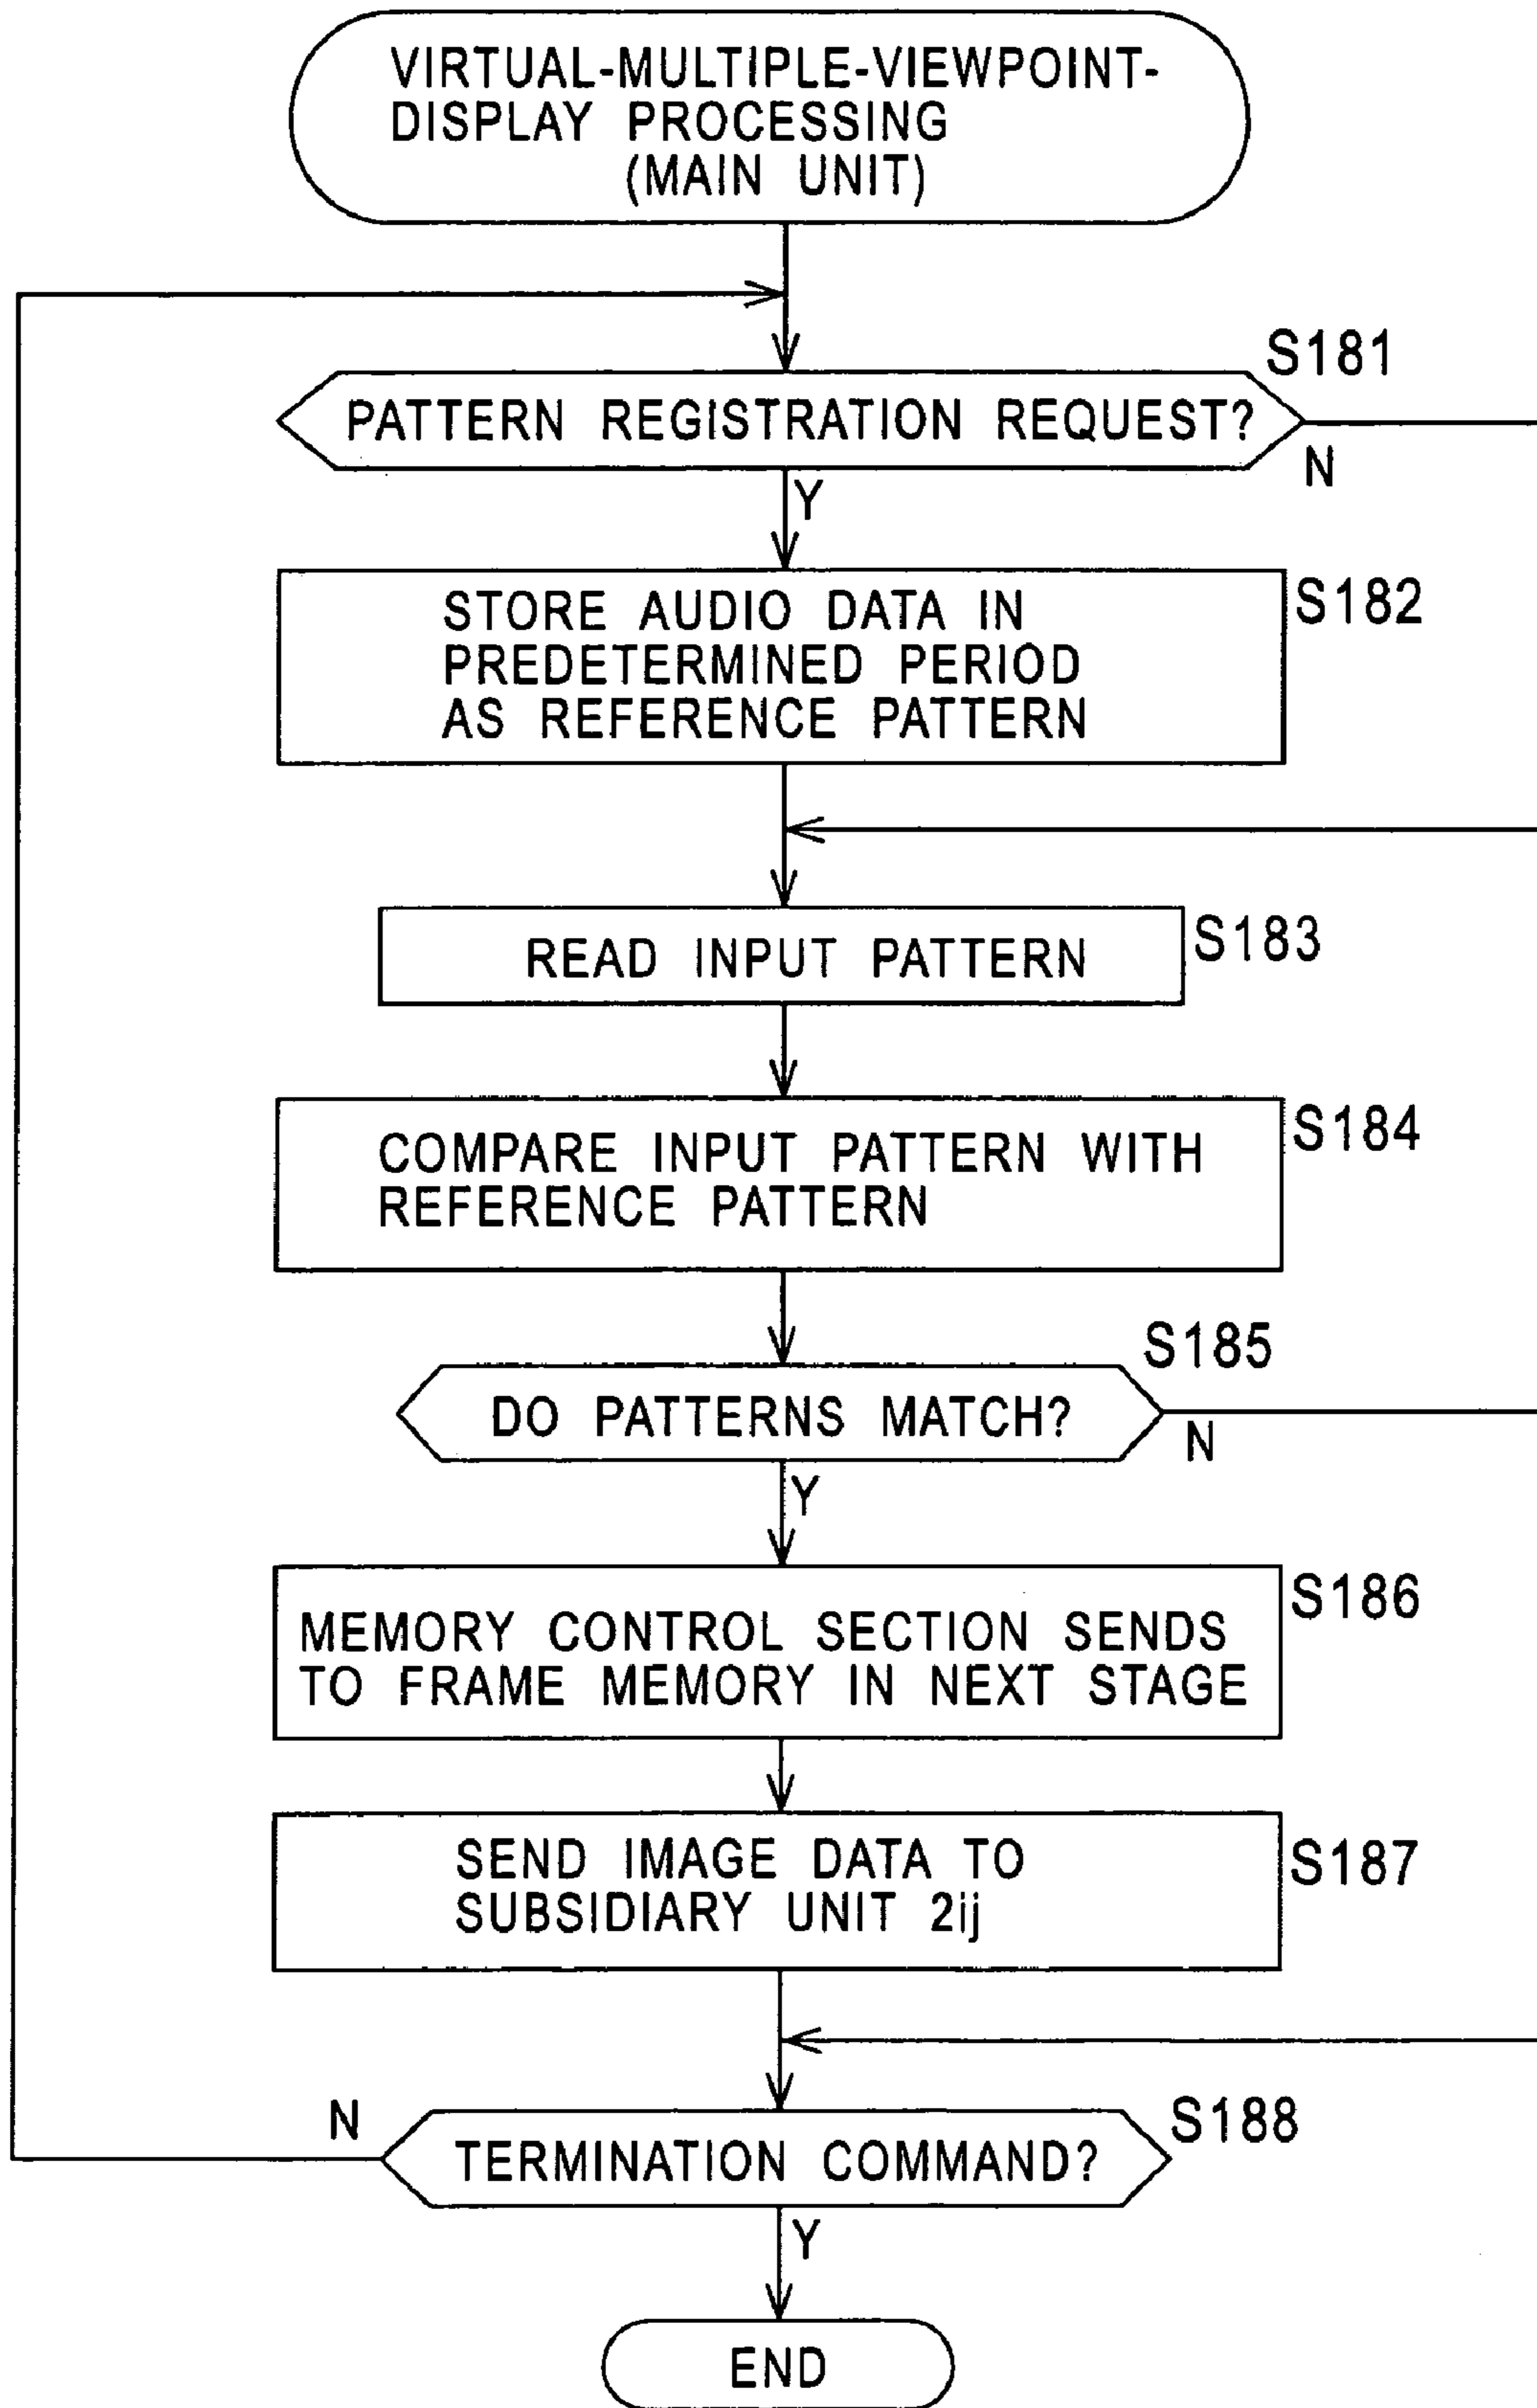 VIRTUAL-MULTIPLE-VIEWPOINT-
DISPLAY PROCESSING
(MAIN UNIT)
S181
PATTERN REGISTRATION REQUEST?
N
Y
S182
STORE AUDIO DATA IN
PREDETERMINED PERIOD
AS REFERENCE PATTERN
READ INPUT PATTERN
S183
COMPARE INPUT PATTERN WITH
REFERENCE PATTERN
S184
S185
DO PATTERNS MATCH?
N
Y
S186
MEMORY CONTROL SECTION SENDS
TO FRAME MEMORY IN NEXT STAGE
SEND IMAGE DATA TO
SUBSIDIARY UNIT 2ij
S187
N
S188
TERMINATION COMMAND?
Y
END